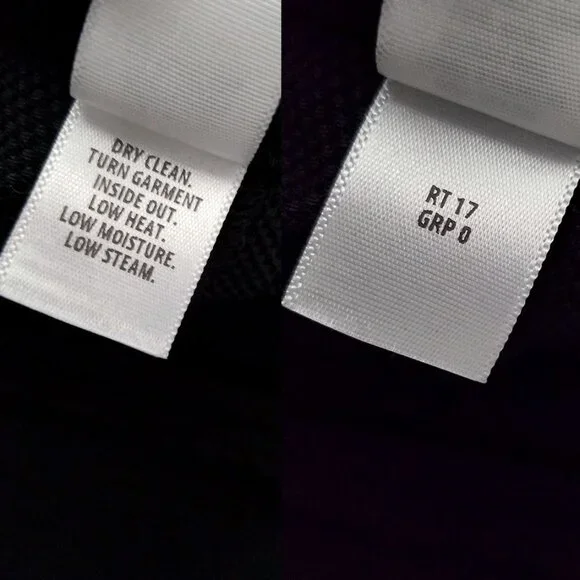 DRY CLEAN.
TURN GARMENT
INSIDE OUT.
LOW HEAT.
LOW MOISTURE.
LOW STEAM.
RT 17
GRP 0